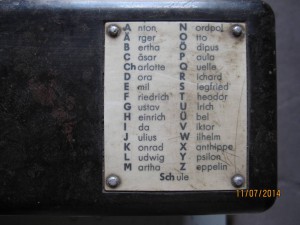 Anton Nordpol
Ärger Otto
Bertha Ödipus
Cäsar Paula
Charlotte Quelle
Dora Richard
Emil Siegfried
Friedrich Theodor
Gustav Ulrich
Heinrich Übel
Ida Viktor
Julius Wilhelm
Konrad Xanthippe
Ludwig Ypsilon
Martha Zeppelin
Schule
11/07/2014